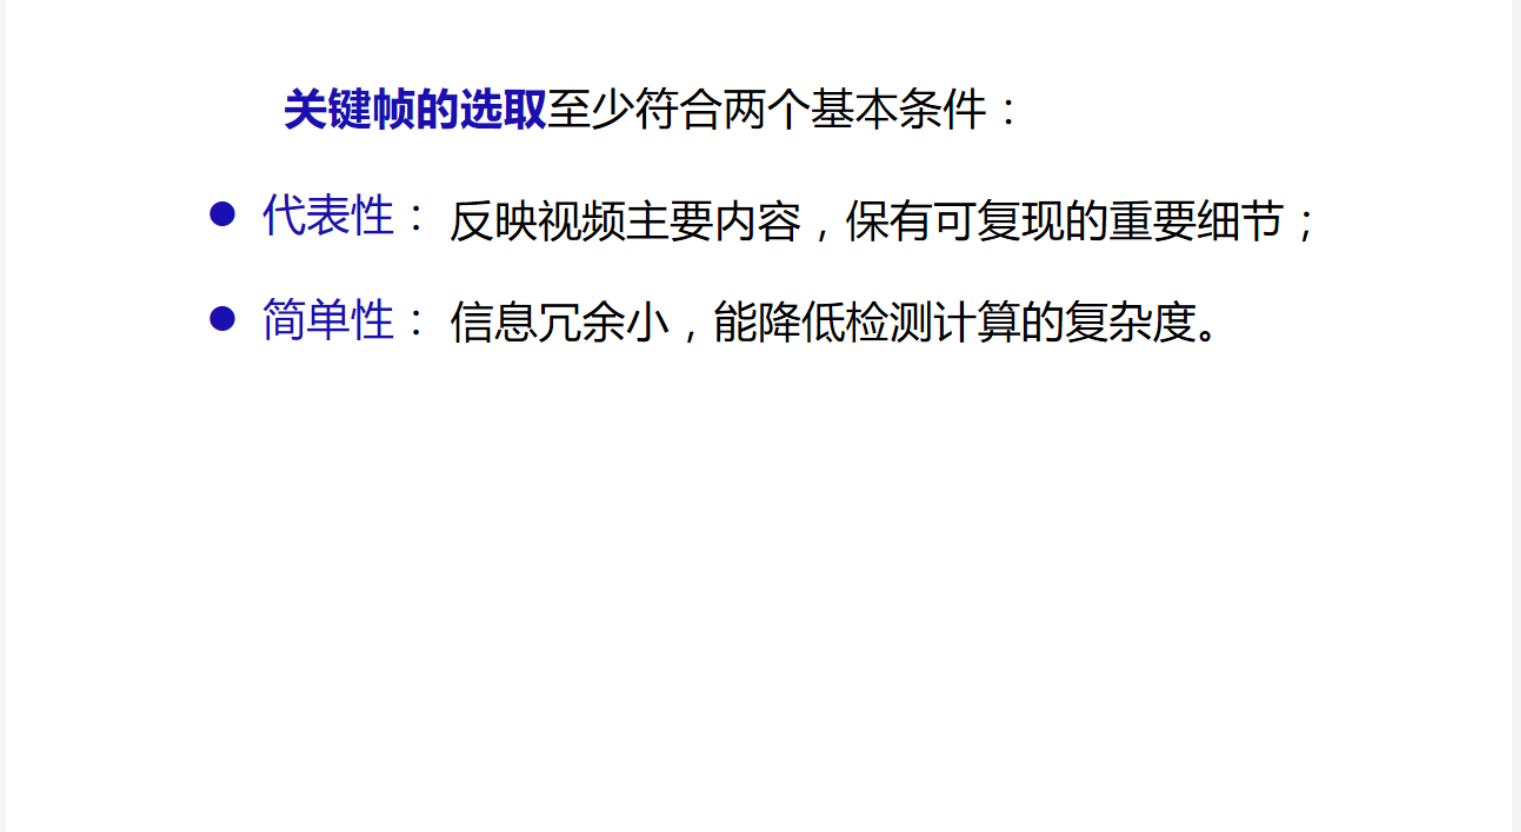 关键帧的选取至少符合两个基本条件：
● 代表性：反映视频主要内容，保有可复现的重要细节；
● 简单性：信息冗余小，能降低检测计算的复杂度。